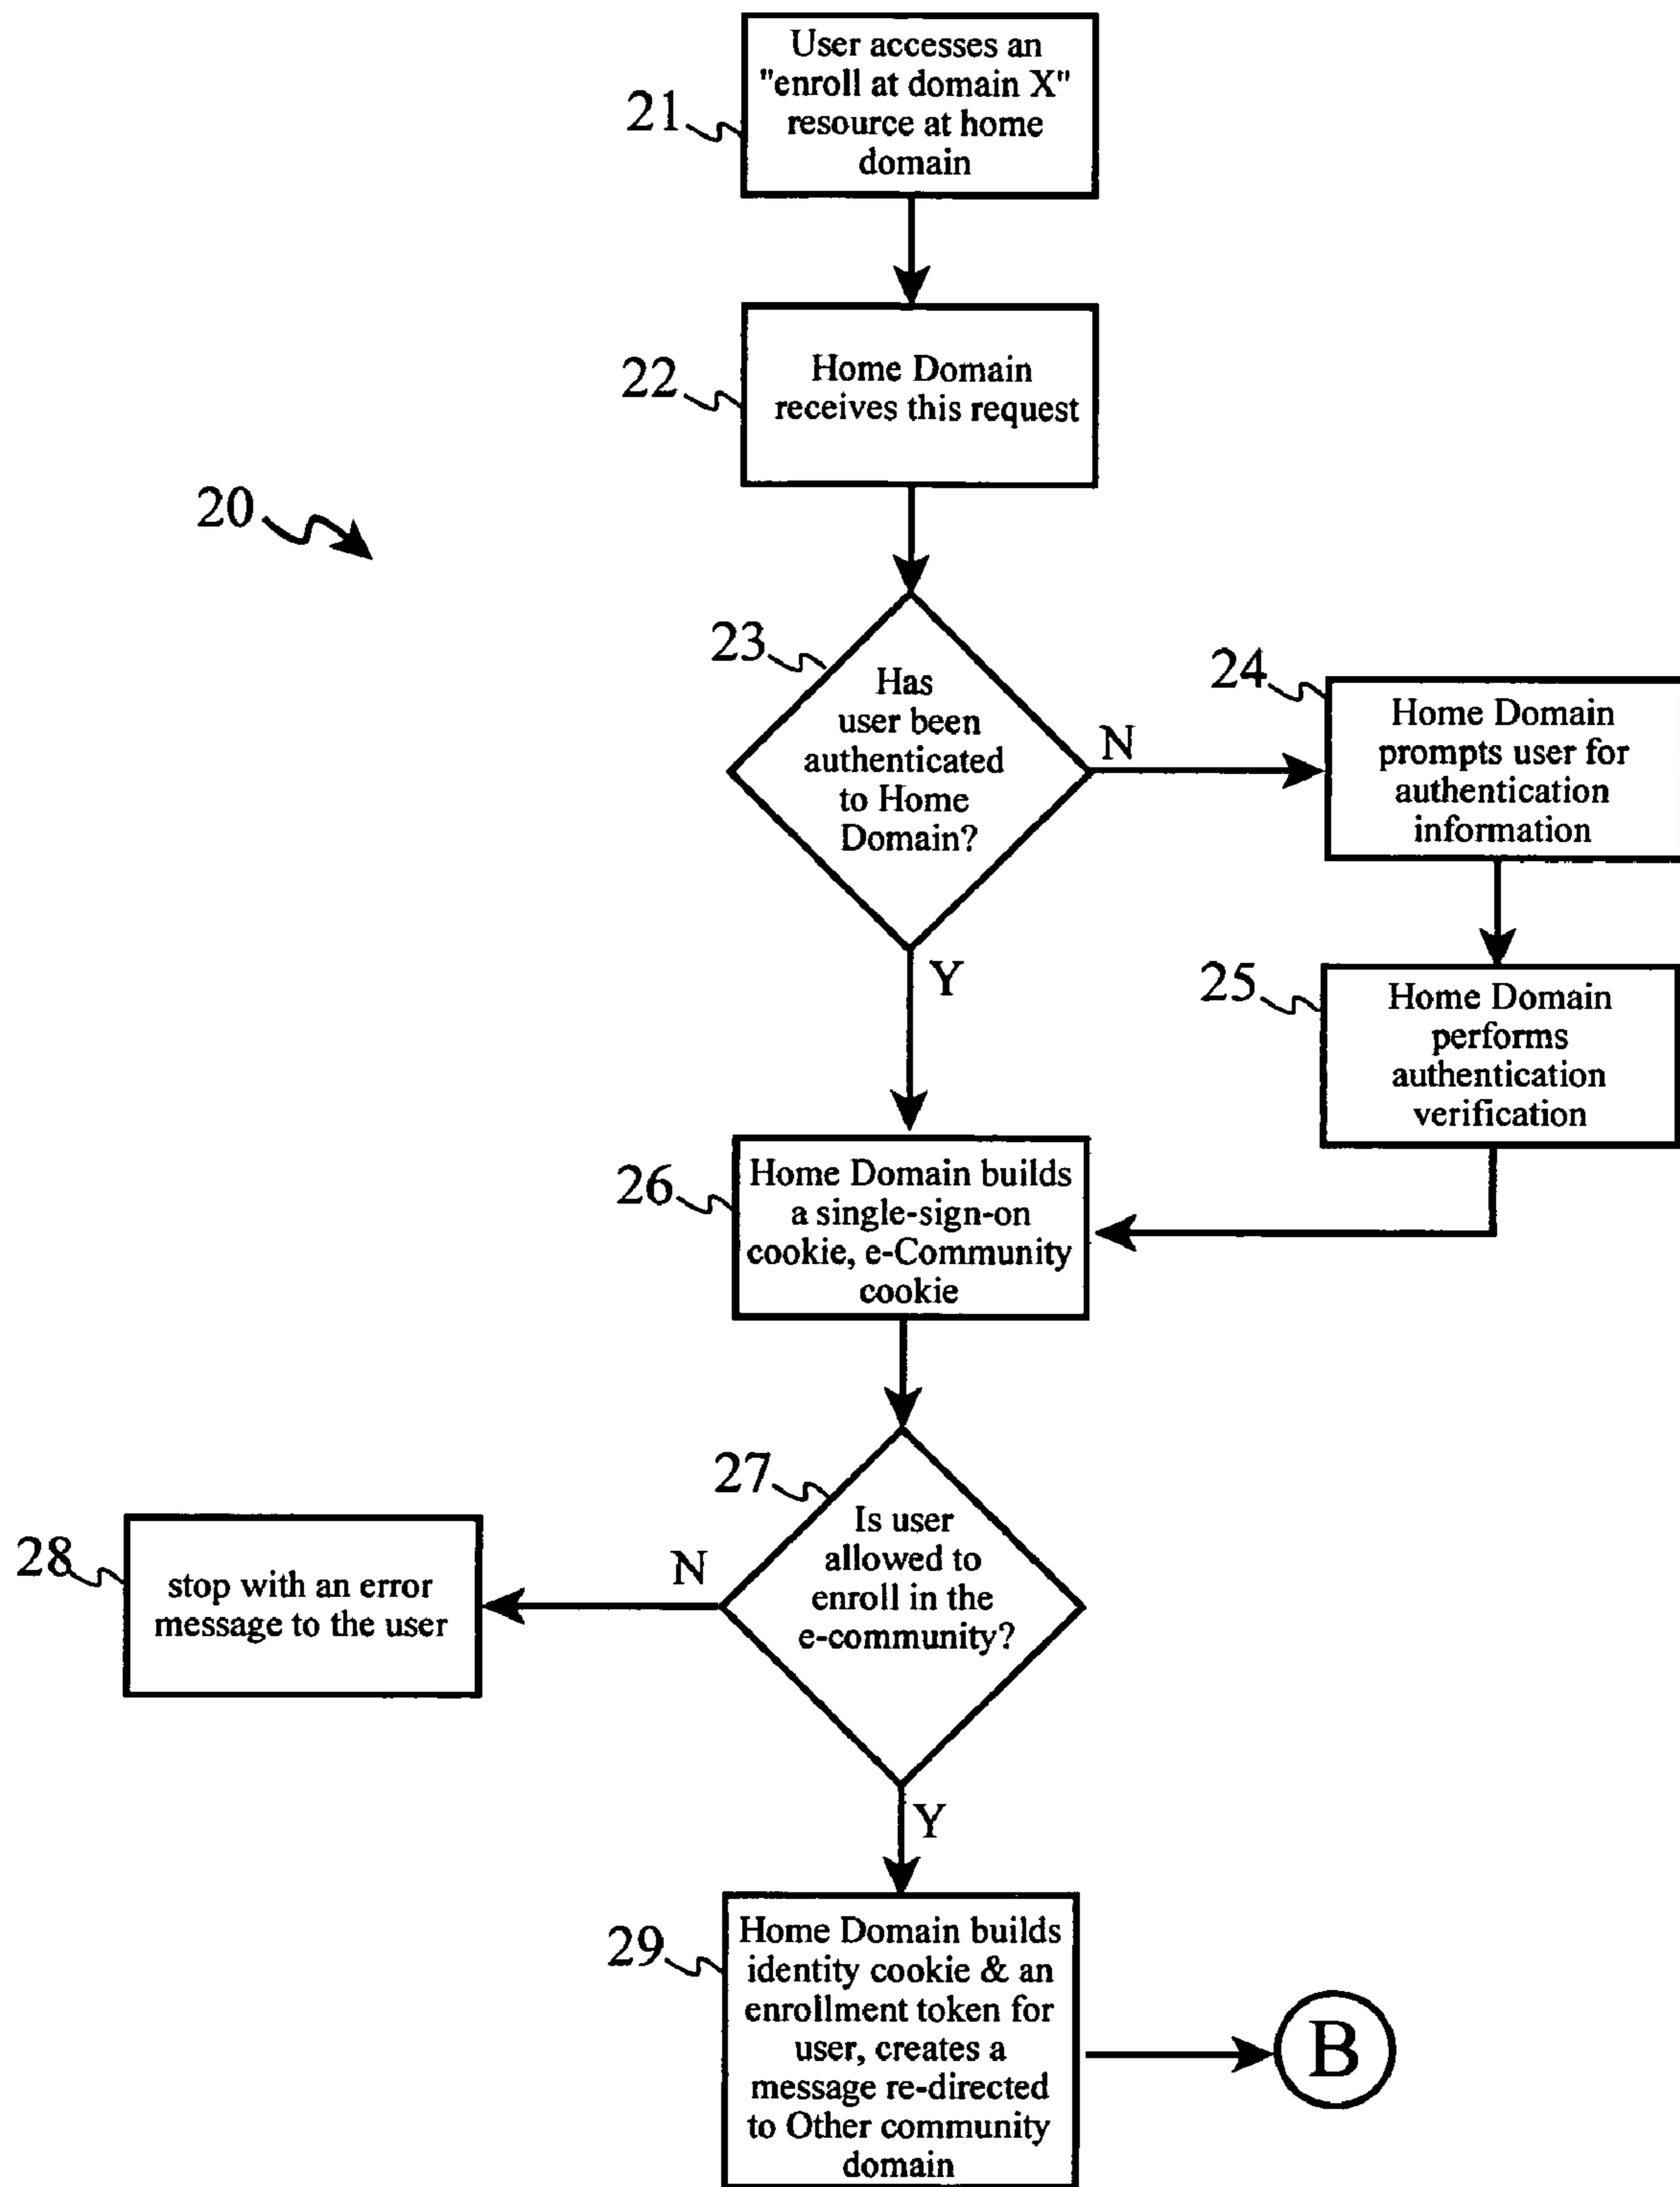 User accesses an
"enroll at domain X"
resource at home
domain
21
22
Home Domain
receives this request
20
23
Has
user been
authenticated
to Home
Domain?
N
24
Home Domain
prompts user for
authentication
information
Y
25
Home Domain
performs
authentication
verification
26
Home Domain builds
a single-sign-on
cookie, e-Community
cookie
27
Is user
allowed to
enroll in the
e-community?
N
28
stop with an error
message to the user
Y
29
Home Domain builds
identity cookie & an
enrollment token for
user, creates a
message re-directed
to Other community
domain
B